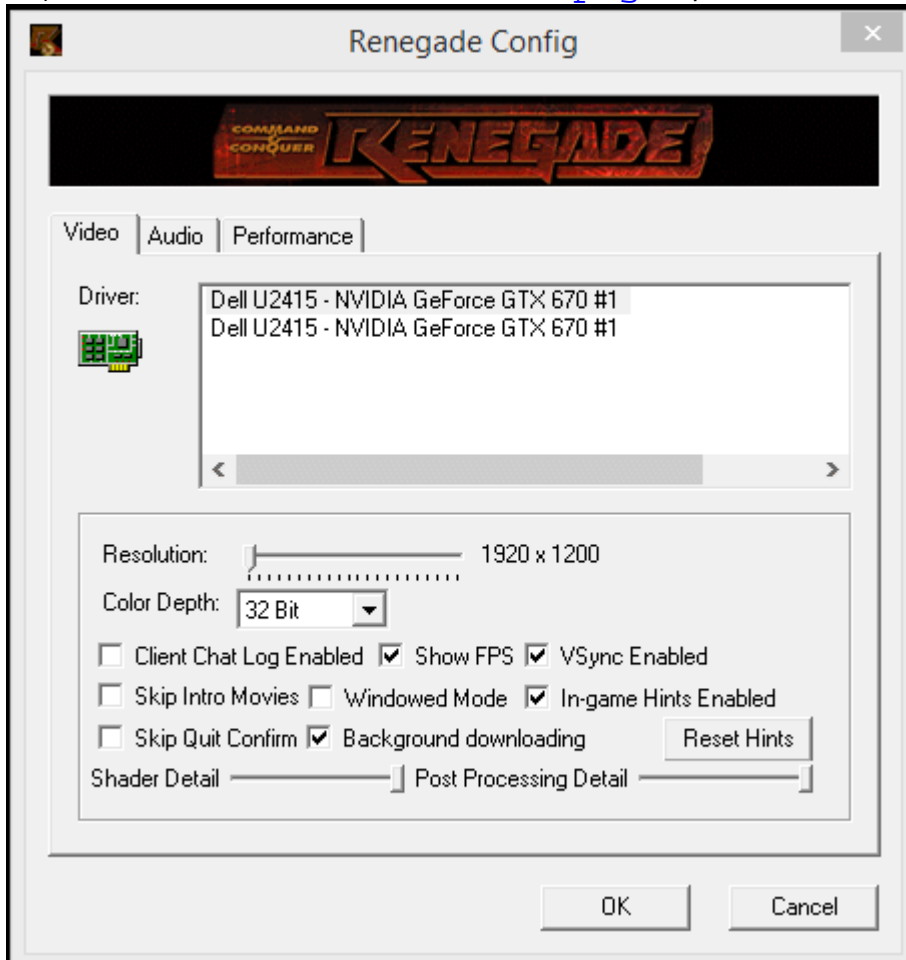 Renegade Config
COMMAND
CONQUER
RENEGADE
Video Audio Performance
Driver:
Dell U2415 - NVIDIA GeForce GTX 670 #1
Dell U2415 - NVIDIA GeForce GTX 670 #1
Resolution: 1920 x 1200
Color Depth: 32 Bit
Client Chat Log Enabled Show FPS VSync Enabled
Skip Intro Movies Windowed Mode In-game Hints Enabled
Skip Quit Confirm Background downloading Reset Hints
Shader Detail Post Processing Detail
OK Cancel